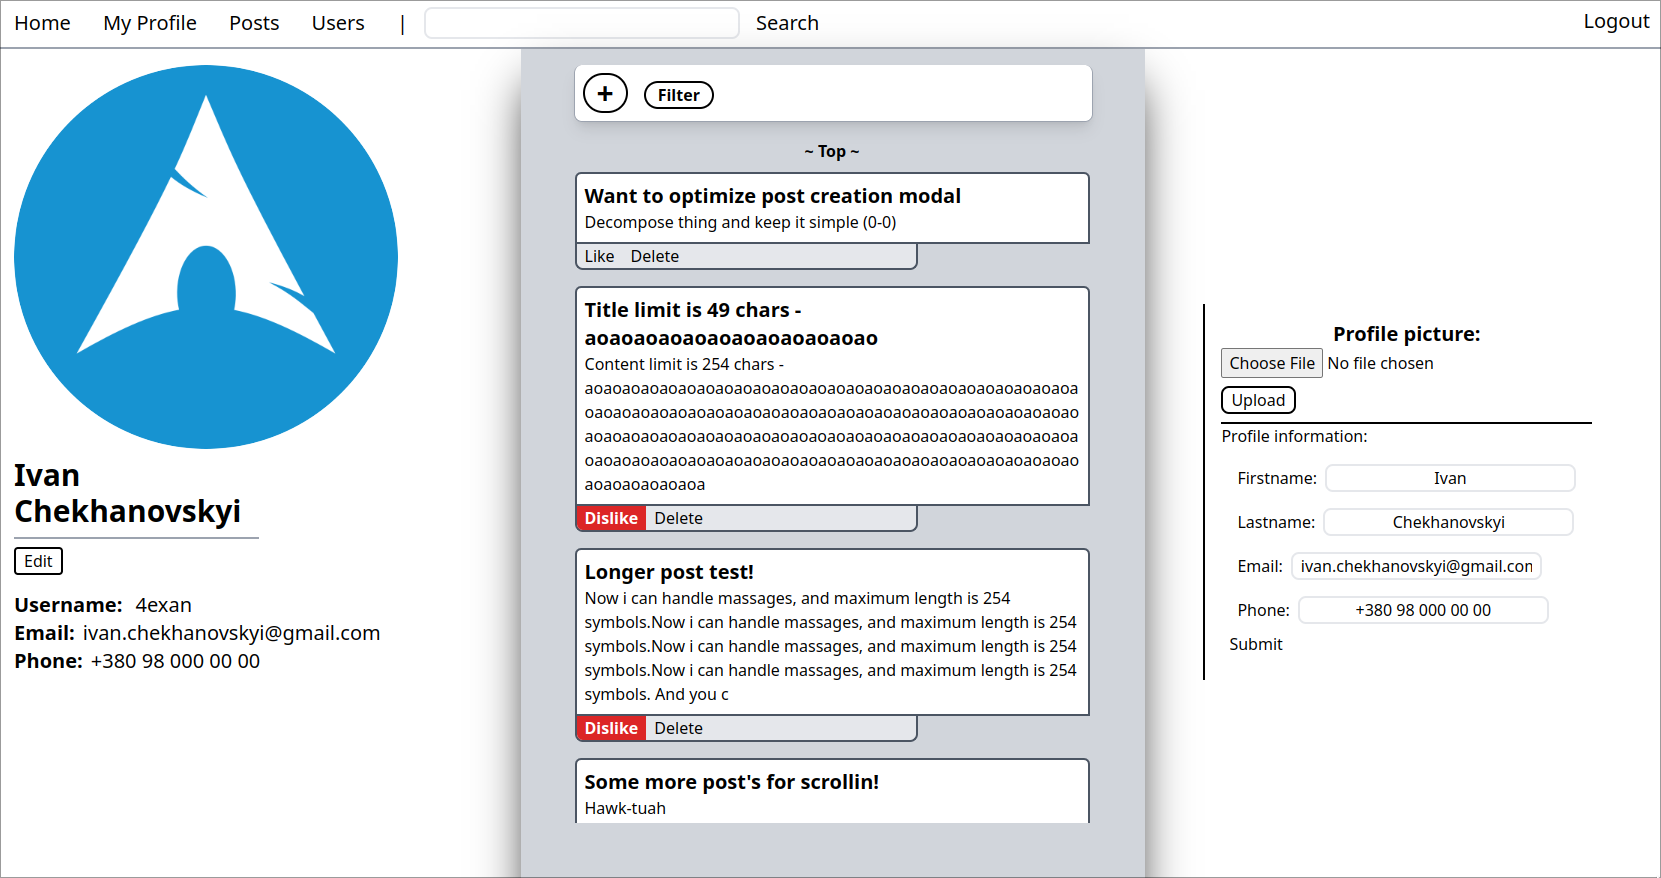 Home My Profile Posts Users | Search Logout
Ivan
Chekhanovskyi
Edit
Username: 4exan
Email: ivan.chekhanovskyi@gmail.com
Phone: +380 98 000 00 00
+ Filter
~ Top ~
Want to optimize post creation modal
Decompose thing and keep it simple (0-0)
Like Delete
Title limit is 49 chars -
aoaoaoaoaoaoaoaoaoaoaoao
Content limit is 254 chars -
aoaoaoaoaoaoaoaoaoaoaoaoaoaoaoaoaoaoaoaoaoaoaoaoaoaoaoa
oaoaoaoaoaoaoaoaoaoaoaoaoaoaoaoaoaoaoaoaoaoaoaoaoaoaoao
aoaoaoaoaoaoaoaoaoaoaoaoaoaoaoaoaoaoaoaoaoaoaoaoaoaoaoa
oaoaoaoaoaoaoaoaoaoaoaoaoaoaoaoaoaoaoaoaoaoaoaoaoaoaoao
aoaoaoaoaoaoa
Dislike Delete
Longer post test!
Now i can handle massages, and maximum length is 254
symbols.Now i can handle massages, and maximum length is 254
symbols.Now i can handle massages, and maximum length is 254
symbols.Now i can handle massages, and maximum length is 254
symbols. And you c
Dislike Delete
Some more post's for scrollin!
Hawk-tuah
Profile picture:
Choose File No file chosen
Upload
Profile information:
Firstname: Ivan
Lastname: Chekhanovskyi
Email: ivan.chekhanovskyi@gmail.con
Phone: +380 98 000 00 00
Submit